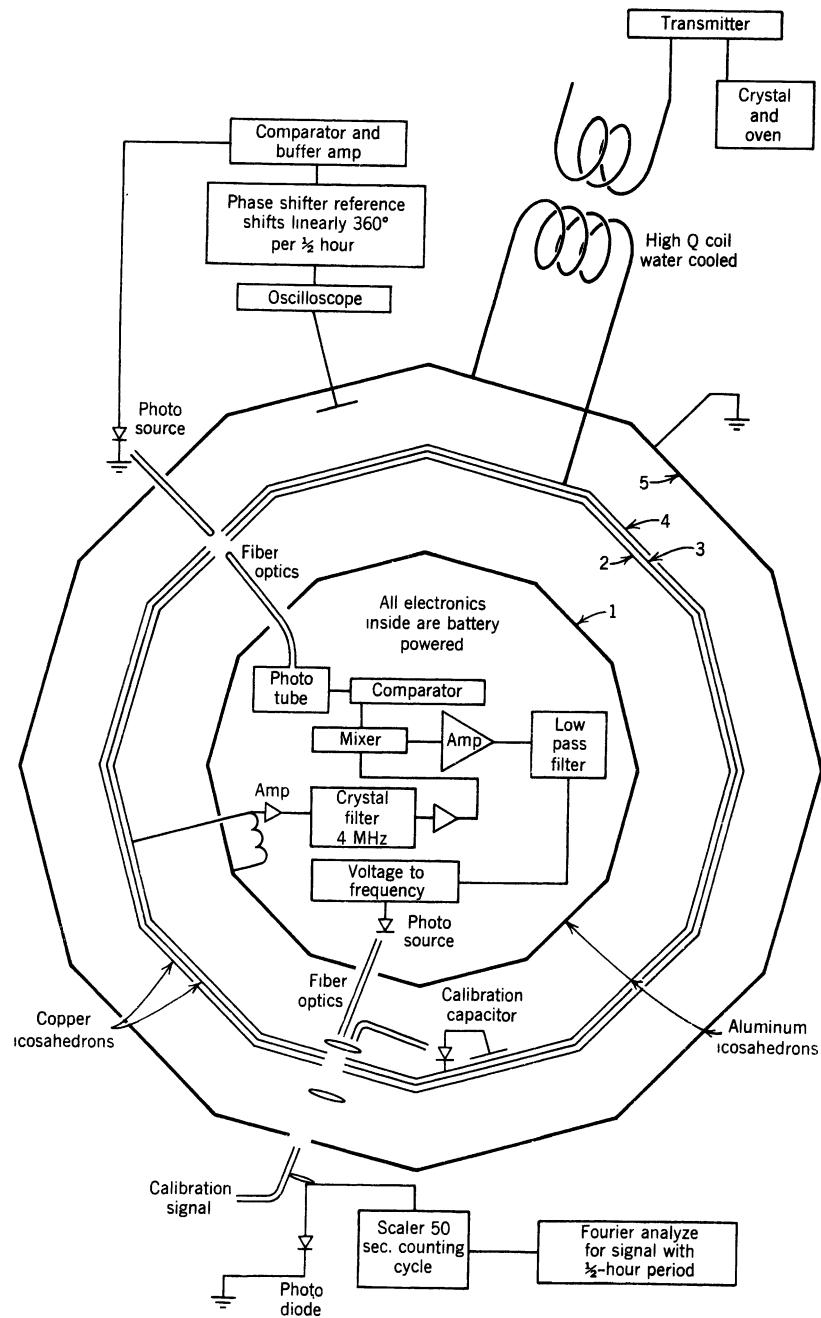 Transmitter
Crystal
and
oven
Comparator and
buffer amp
Phase shifter reference
shifts linearly 360°
per ½ hour
Oscilloscope
High Q coil
water cooled
Photo
source
5
4
3
2
1
Fiber
optics
All electronics
inside are battery
powered
Photo
tube
Comparator
Mixer
Amp
Low
pass
filter
Amp
Crystal
filter
4 MHz
Voltage to
frequency
Photo
source
Fiber
optics
Calibration
capacitor
Copper
icosahedrons
Aluminum
icosahedrons
Calibration
signal
Scaler 50
sec. counting
cycle
Fourier analyze
for signal with
½-hour period
Photo
diode